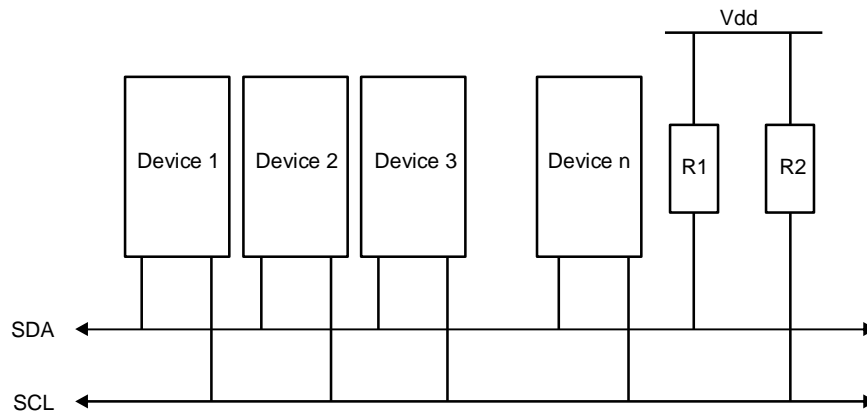 Vdd
Device 1
Device 2
Device 3
Device n
R1
R2
SDA
SCL